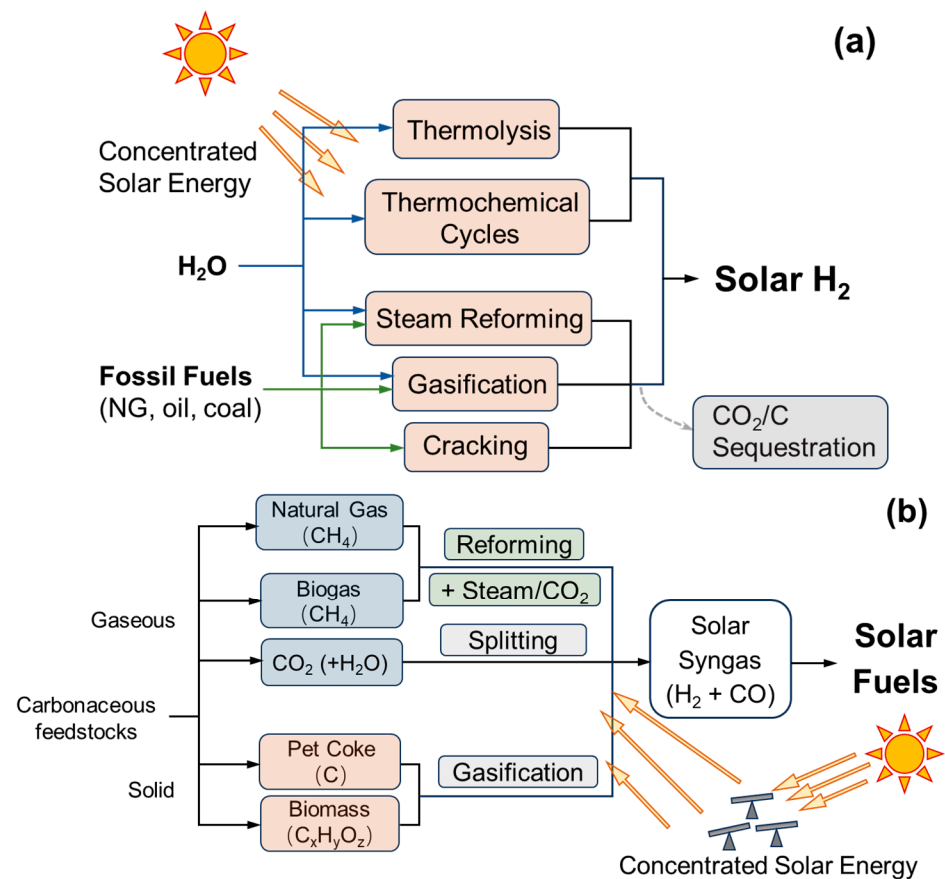 (a)
Concentrated
Solar Energy
Thermolysis
Thermochemical
Cycles
H₂O
Solar H₂
Steam Reforming
Fossil Fuels
(NG, oil, coal)
Gasification
Cracking
CO₂/C
Sequestration
(b)
Natural Gas
(CH₄)
Reforming
Biogas
(CH₄)
+ Steam/CO₂
Gaseous
CO₂ (+H₂O)
Splitting
Solar
Syngas
(H₂ + CO)
Solar
Fuels
Carbonaceous
feedstocks
Solid
Pet Coke
(C)
Gasification
Biomass
(CₓHᵧO_z)
Concentrated Solar Energy